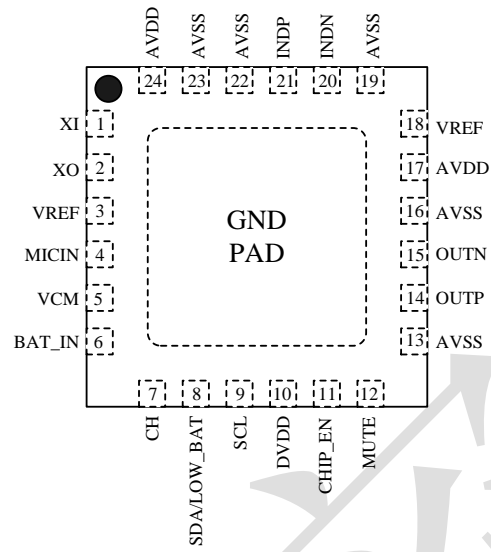 AVDD AVSS AVSS INDP INDN AVSS
24 23 22 21 20 19
XI 1
XO 2
VREF 3
MICIN 4
VCM 5
BAT_IN 6
GND
PAD
18 VREF
17 AVDD
16 AVSS
15 OUTN
14 OUTP
13 AVSS
7 8 9 10 11 12
CH SDA/LOW_BAT SCL DVDD CHIP_EN MUTE